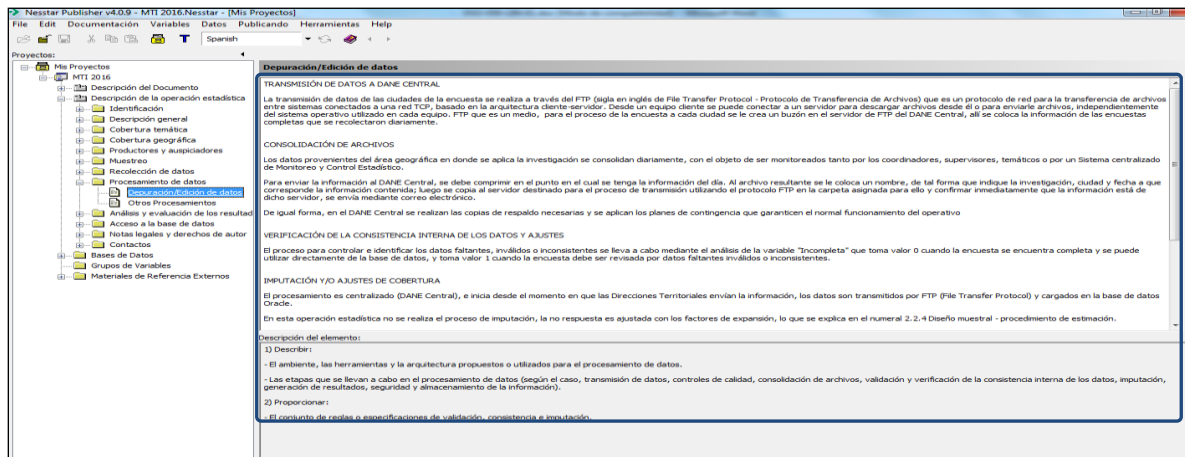 Nesstar Publisher v4.0.9 - MTI 2016.Nesstar - [Mis Proyectos]
File Edit Documentación Variables Datos Publicando Herramientas Help
Spanish
Proyectos:
Mis Proyectos
MTI 2016
Descripción del Documento
Descripción de la operación estadística
Identificación
Descripción general
Cobertura temática
Cobertura geográfica
Productores y auspiciadores
Muestreo
Recolección de datos
Procesamiento de datos
Depuración/Edición de datos
Otros Procesamientos
Análisis y evaluación de los resultad
Acceso a la base de datos
Notas legales y derechos de autor
Contactos
Bases de Datos
Grupos de Variables
Materiales de Referencia Externos
Depuración/Edición de datos
TRANSMISIÓN DE DATOS A DANE CENTRAL
La transmisión de datos de las ciudades de la encuesta se realiza a través del FTP (sigla en inglés de File Transfer Protocol - Protocolo de Transferencia de Archivos) que es un protocolo de red para la transferencia de archivos
entre sistemas conectados a una red TCP, basado en la arquitectura cliente-servidor. Desde un equipo cliente se puede conectar a un servidor para descargar archivos desde él o para enviarle archivos, independientemente
del sistema operativo utilizado en cada equipo. FTP que es un medio, para el proceso de la encuesta a cada ciudad se le crea un buzón en el servidor de FTP del DANE Central, allí se coloca la información de las encuestas
completas que se recolectaron diariamente.
CONSOLIDACIÓN DE ARCHIVOS
Los datos provenientes del área geográfica en donde se aplica la investigación se consolidan diariamente, con el objeto de ser monitoreados tanto por los coordinadores, supervisores, temáticos o por un Sistema centralizado
de Monitoreo y Control Estadístico.
Para enviar la información al DANE Central, se debe comprimir en el punto en el cual se tenga la información del día. Al archivo resultante se le coloca un nombre, de tal forma que indique la investigación, ciudad y fecha a que
corresponde la información contenida; luego se copia al servidor destinado para el proceso de transmisión utilizando el protocolo FTP en la carpeta asignada para ello y confirmar inmediatamente que la información está de
dicho servidor, se envía mediante correo electrónico.
De igual forma, en el DANE Central se realizan las copias de respaldo necesarias y se aplican los planes de contingencia que garanticen el normal funcionamiento del operativo
VERIFICACIÓN DE LA CONSISTENCIA INTERNA DE LOS DATOS Y AJUSTES
El proceso para controlar e identificar los datos faltantes, inválidos o inconsistentes se lleva a cabo mediante el análisis de la variable "Incompleta" que toma valor 0 cuando la encuesta se encuentra completa y se puede
utilizar directamente de la base de datos, y toma valor 1 cuando la encuesta debe ser revisada por datos faltantes inválidos o inconsistentes.
IMPUTACIÓN Y/O AJUSTES DE COBERTURA
El procesamiento es centralizado (DANE Central), e inicia desde el momento en que las Direcciones Territoriales envían la información, los datos son transmitidos por FTP (File Transfer Protocol) y cargados en la base de datos
Oracle.
En esta operación estadística no se realiza el proceso de imputación, la no respuesta es ajustada con los factores de expansión, lo que se explica en el numeral 2.2.4 Diseño muestral - procedimiento de estimación.
Descripción del elemento:
1) Describir:
- El ambiente, las herramientas y la arquitectura propuestos o utilizados para el procesamiento de datos.
- Las etapas que se llevan a cabo en el procesamiento de datos (según el caso, transmisión de datos, controles de calidad, consolidación de archivos, validación y verificación de la consistencia interna de los datos, imputación,
generación de resultados, seguridad y almacenamiento de la información).
2) Proporcionar:
- El conjunto de reglas o especificaciones de validación, consistencia e imputación.